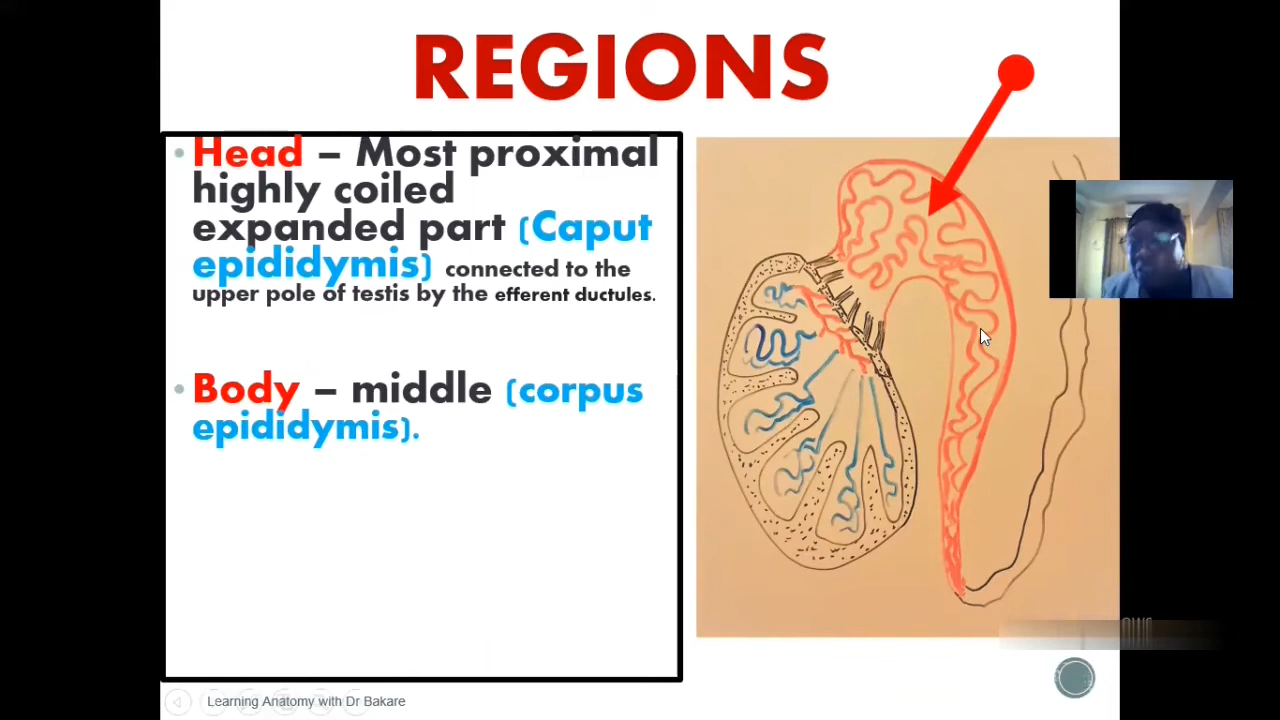 REGIONS
• Head – Most proximal
highly coiled
expanded part (Caput
epididymis) connected to the
upper pole of testis by the efferent ductules.
• Body – middle (corpus
epididymis).
Learning Anatomy with Dr Bakare